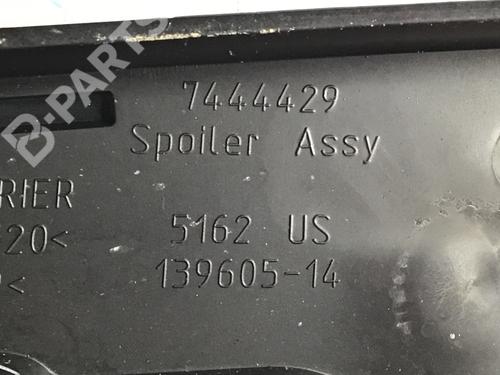 7444429
Spoiler Assy
RIER
5162 US
20<
139605-14
<
B-PARTS